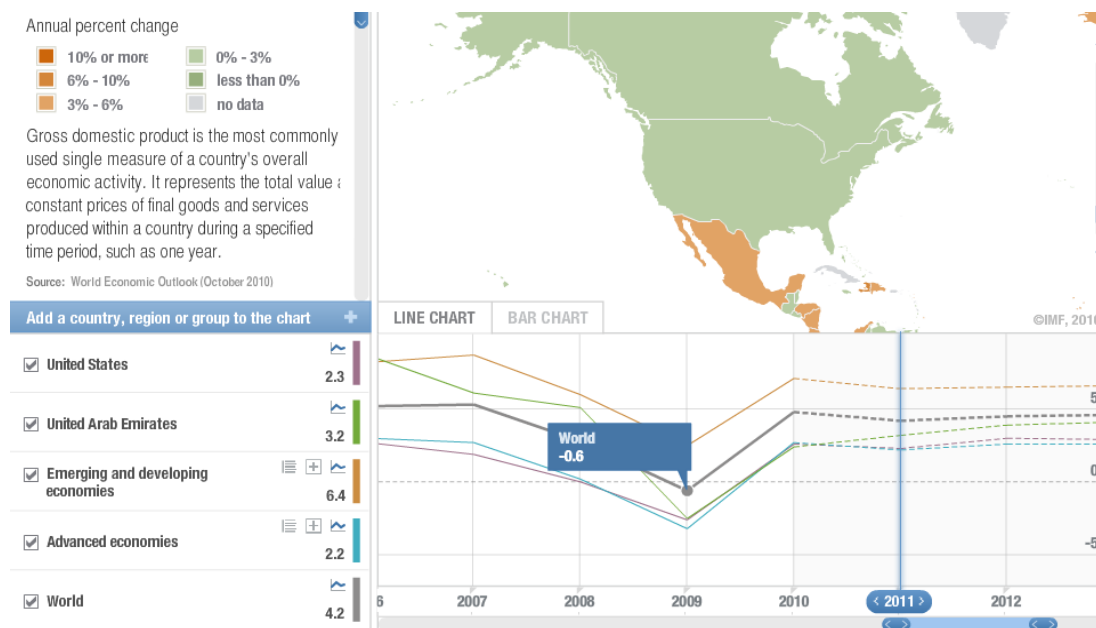 Annual percent change
10% or more
6% - 10%
3% - 6%
0% - 3%
less than 0%
no data
Gross domestic product is the most commonly
used single measure of a country's overall
economic activity. It represents the total value
constant prices of final goods and services
produced within a country during a specified
time period, such as one year.
Source: World Economic Outlook (October 2010)
Add a country, region or group to the chart +
United States
2.3
United Arab Emirates
3.2
Emerging and developing
economies
6.4
Advanced economies
2.2
World
4.2
©IMF, 2010
LINE CHART
BAR CHART
World
-0.6
5
0
-5
6
2007
2008
2009
2010
< 2011 >
2012